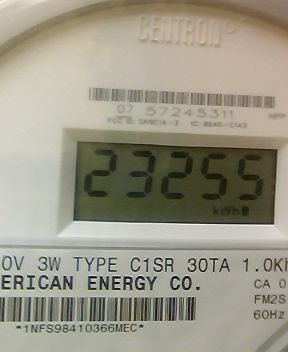 CENTRON®
07 57245311
23255
kWh
0V 3W TYPE C1SR 30TA 1.0Kh
ERICAN ENERGY CO.
CA 0
FM2S
60Hz
*1NFS98410366MEC*